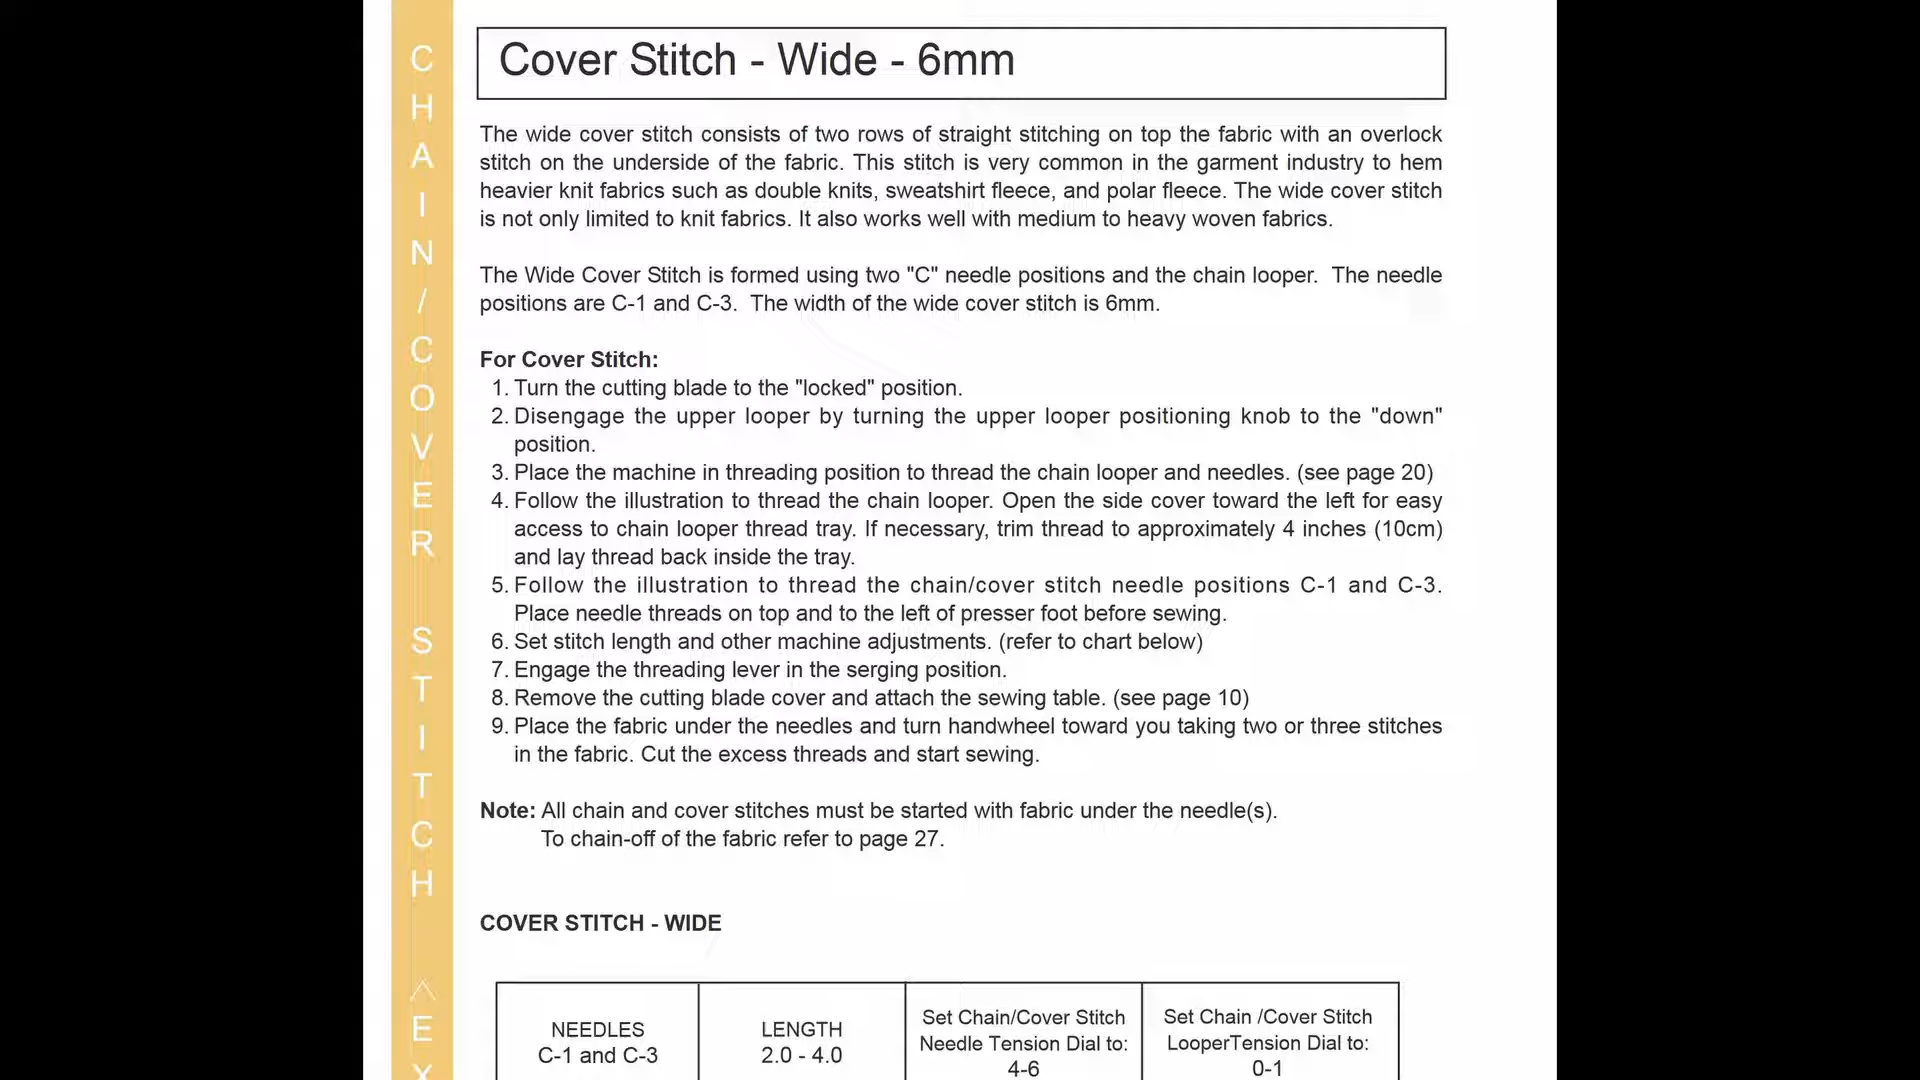 CHAIN/COVER STITCH ^EX
Cover Stitch - Wide - 6mm
The wide cover stitch consists of two rows of straight stitching on top the fabric with an overlock
stitch on the underside of the fabric. This stitch is very common in the garment industry to hem
heavier knit fabrics such as double knits, sweatshirt fleece, and polar fleece. The wide cover stitch
is not only limited to knit fabrics. It also works well with medium to heavy woven fabrics.
The Wide Cover Stitch is formed using two "C" needle positions and the chain looper. The needle
positions are C-1 and C-3. The width of the wide cover stitch is 6mm.
For Cover Stitch:
1. Turn the cutting blade to the "locked" position.
2. Disengage the upper looper by turning the upper looper positioning knob to the "down"
position.
3. Place the machine in threading position to thread the chain looper and needles. (see page 20)
4. Follow the illustration to thread the chain looper. Open the side cover toward the left for easy
access to chain looper thread tray. If necessary, trim thread to approximately 4 inches (10cm)
and lay thread back inside the tray.
5. Follow the illustration to thread the chain/cover stitch needle positions C-1 and C-3.
Place needle threads on top and to the left of presser foot before sewing.
6. Set stitch length and other machine adjustments. (refer to chart below)
7. Engage the threading lever in the serging position.
8. Remove the cutting blade cover and attach the sewing table. (see page 10)
9. Place the fabric under the needles and turn handwheel toward you taking two or three stitches
in the fabric. Cut the excess threads and start sewing.
Note: All chain and cover stitches must be started with fabric under the needle(s).
To chain-off of the fabric refer to page 27.
COVER STITCH - WIDE
NEEDLES
C-1 and C-3
LENGTH
2.0 - 4.0
Set Chain/Cover Stitch
Needle Tension Dial to:
4-6
Set Chain /Cover Stitch
LooperTension Dial to:
0-1